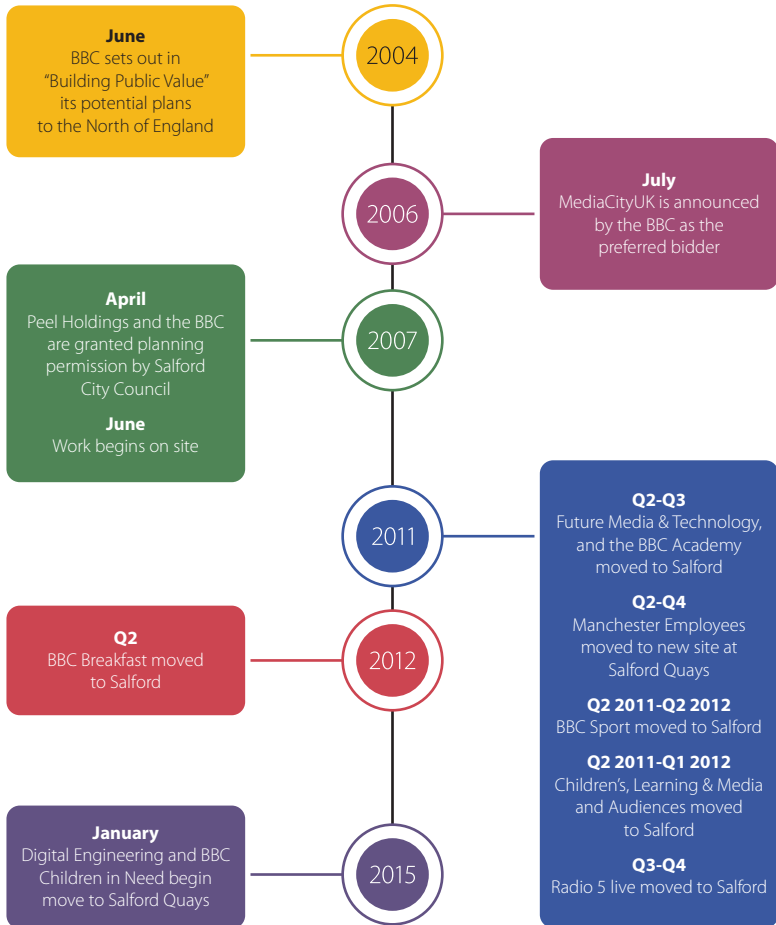 June
BBC sets out in
“Building Public Value”
its potential plans
to the North of England
2004
2006
July
MediaCityUK is announced
by the BBC as the
preferred bidder
April
Peel Holdings and the BBC
are granted planning
permission by Salford
City Council
June
Work begins on site
2007
2011
Q2-Q3
Future Media & Technology,
and the BBC Academy
moved to Salford
Q2-Q4
Manchester Employees
moved to new site at
Salford Quays
Q2 2011-Q2 2012
BBC Sport moved to Salford
Q2 2011-Q1 2012
Children’s, Learning & Media
and Audiences moved
to Salford
Q3-Q4
Radio 5 live moved to Salford
Q2
BBC Breakfast moved
to Salford
2012
January
Digital Engineering and BBC
Children in Need begin
move to Salford Quays
2015